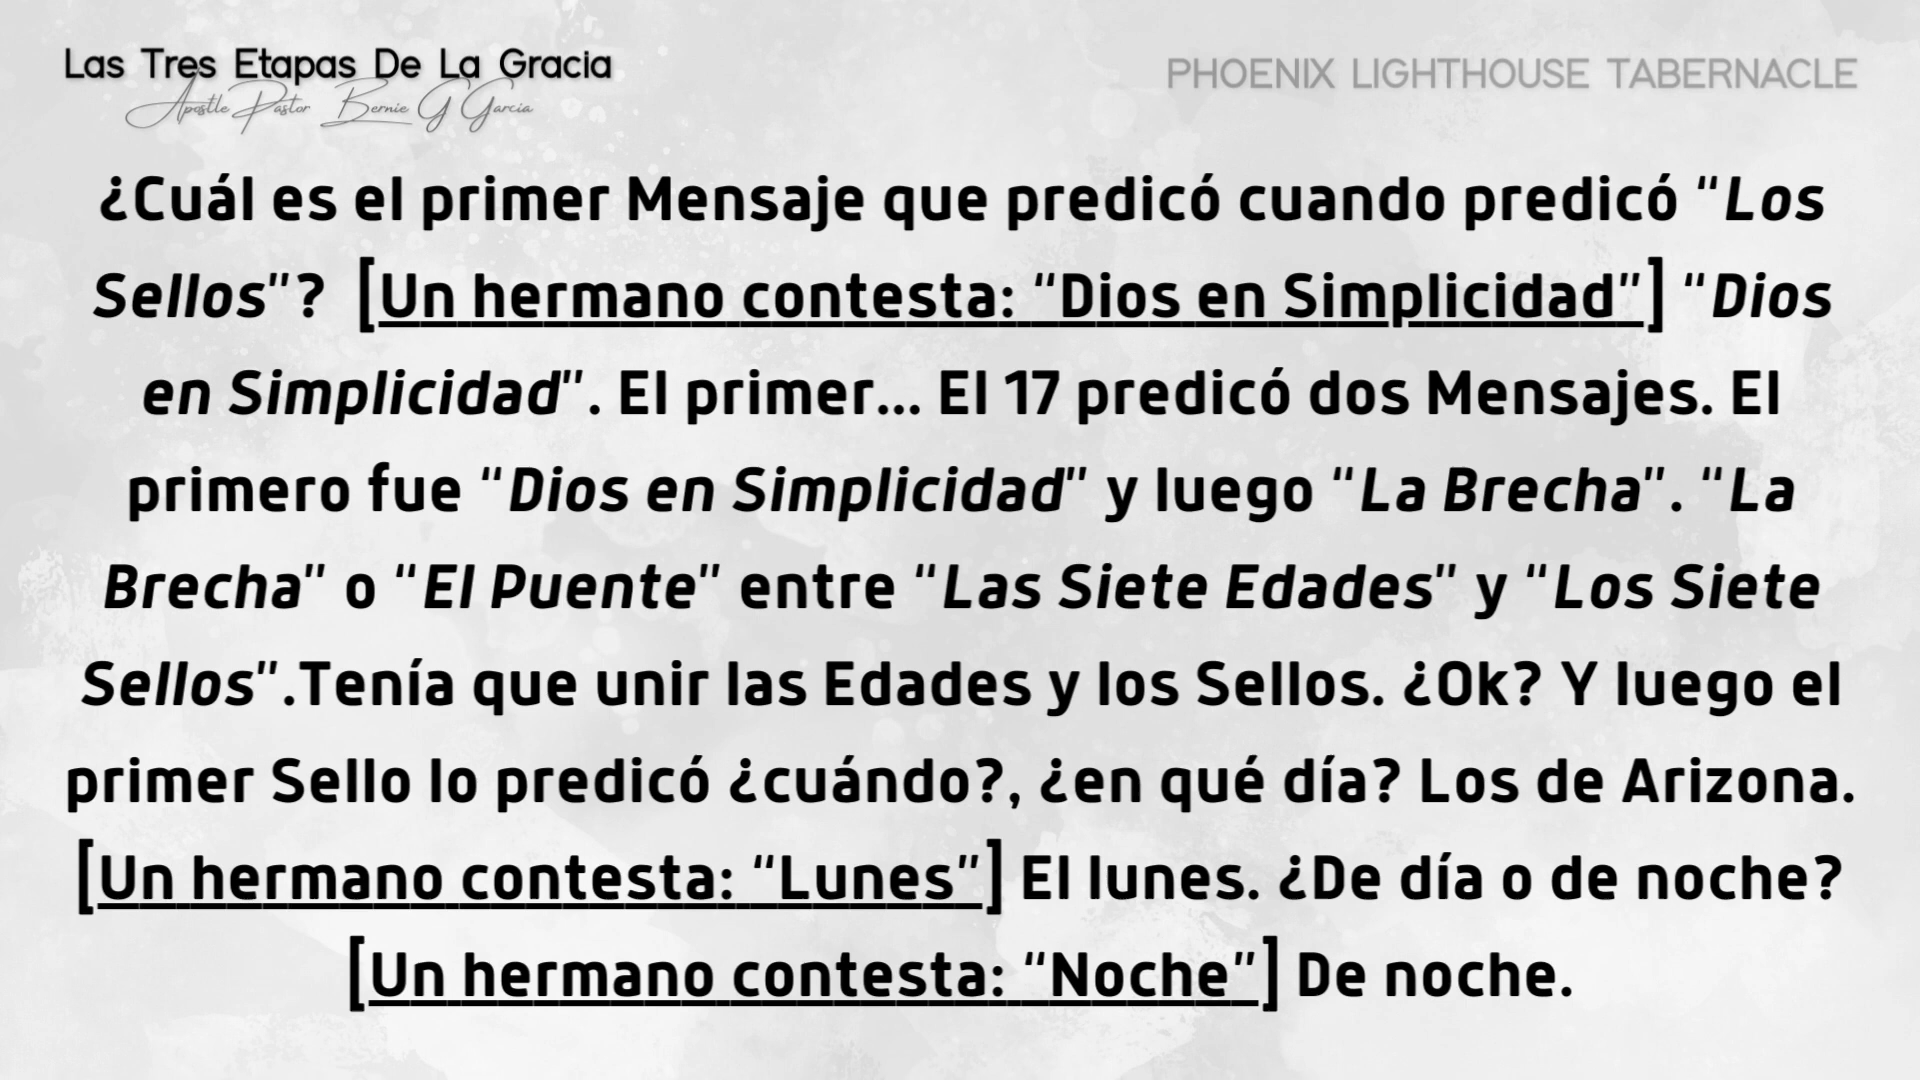 Las Tres Etapas De La Gracia
Apostle Pastor Bernie G Garcia
PHOENIX LIGHTHOUSE TABERNACLE
¿Cuál es el primer Mensaje que predicó cuando predicó “Los
Sellos”? [Un hermano contesta: “Dios en Simplicidad”] “Dios
en Simplicidad”. El primer... El 17 predicó dos Mensajes. El
primero fue “Dios en Simplicidad” y luego “La Brecha”. “La
Brecha” o “El Puente” entre “Las Siete Edades” y “Los Siete
Sellos”.Tenía que unir las Edades y los Sellos. ¿Ok? Y luego el
primer Sello lo predicó ¿cuándo?, ¿en qué día? Los de Arizona.
[Un hermano contesta: “Lunes”] El lunes. ¿De día o de noche?
[Un hermano contesta: “Noche”] De noche.